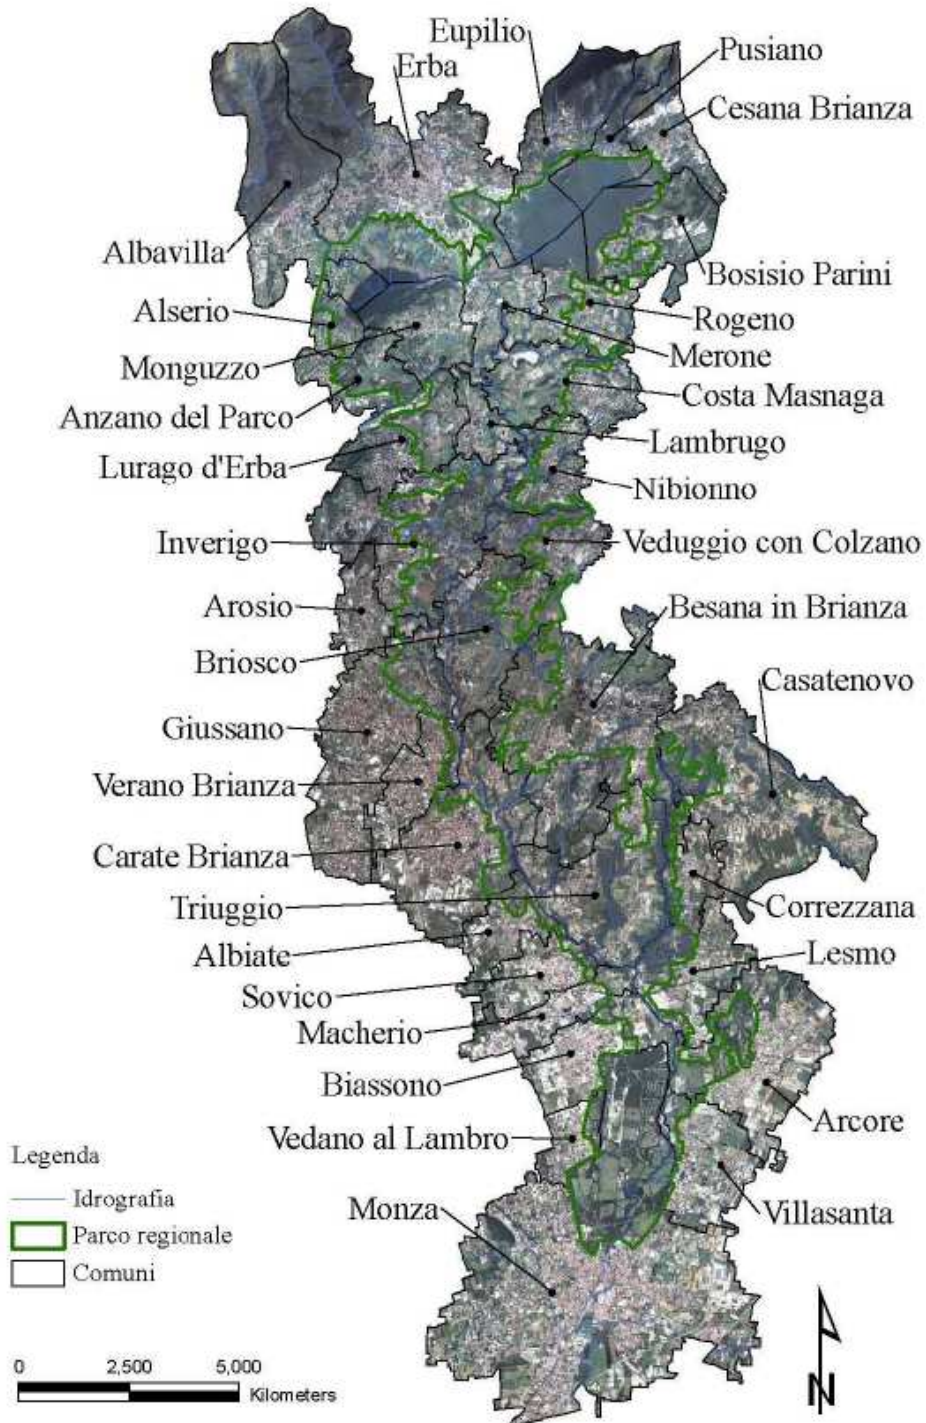 Eupilio
Erba
Pusiano
Cesana Brianza
Albavilla
Bosisio Parini
Alserio
Rogeno
Monguzzo
Merone
Anzano del Parco
Costa Masnaga
Lurago d'Erba
Lambrugo
Nibionno
Inverigo
Veduggio con Colzano
Arosio
Besana in Brianza
Briosco
Casatenovo
Giussano
Verano Brianza
Carate Brianza
Triuggio
Correzzana
Albiate
Lesmo
Sovico
Macherio
Biassono
Arcore
Vedano al Lambro
Legenda
Idrografia
Monza
Villasanta
Parco regionale
Comuni
0 2,500 5,000
Kilometers
N